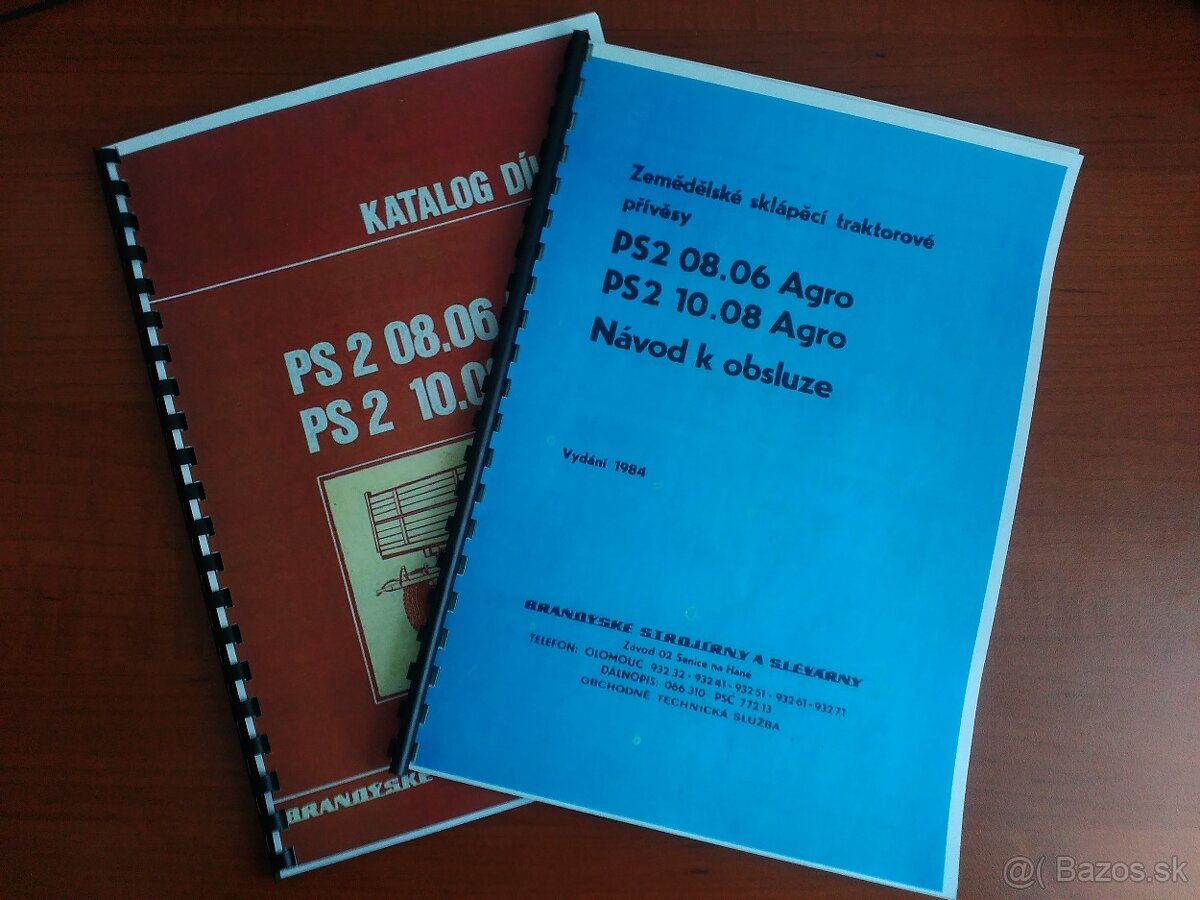 KATALOG DÍ
PS 2 08.06
PS 2 10.0
BRANDÝSKÉ
Zemědělské sklápěcí traktorové
přívěsy
PS2 08.06 Agro
PS2 10.08 Agro
Návod k obsluze
Vydání 1984
BRANDÝSKÉ STROJÍRNY A SLÉVÁRNY
Závod 02 Senice na Hané
TELEFON: OLOMOUC 932 32 - 932 41 - 932 51 - 932 61 - 932 71
DÁLNOPIS: 066 310 PSČ 772 13
OBCHODNĚ TECHNICKÁ SLUŽBA
@( Bazos.sk